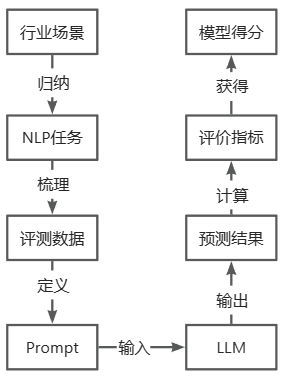 行业场景
归纳
NLP任务
梳理
评测数据
定义
Prompt
输入
LLM
输出
预测结果
计算
评价指标
获得
模型得分